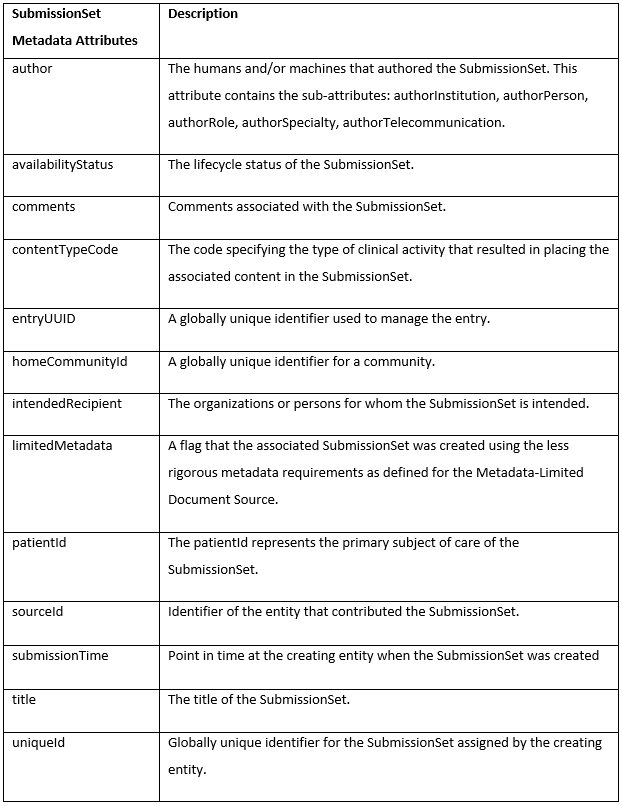 SubmissionSet Description
Metadata Attributes
author The humans and/or machines that authored the SubmissionSet. This
attribute contains the sub-attributes: authorInstitution, authorPerson,
authorRole, authorSpecialty, authorTelecommunication.
availabilityStatus The lifecycle status of the SubmissionSet.
comments Comments associated with the SubmissionSet.
contentTypeCode The code specifying the type of clinical activity that resulted in placing the
associated content in the SubmissionSet.
entryUUID A globally unique identifier used to manage the entry.
homeCommunityId A globally unique identifier for a community.
intendedRecipient The organizations or persons for whom the SubmissionSet is intended.
limitedMetadata A flag that the associated SubmissionSet was created using the less
rigorous metadata requirements as defined for the Metadata-Limited
Document Source.
patientId The patientId represents the primary subject of care of the
SubmissionSet.
sourceId Identifier of the entity that contributed the SubmissionSet.
submissionTime Point in time at the creating entity when the SubmissionSet was created
title The title of the SubmissionSet.
uniqueId Globally unique identifier for the SubmissionSet assigned by the creating
entity.